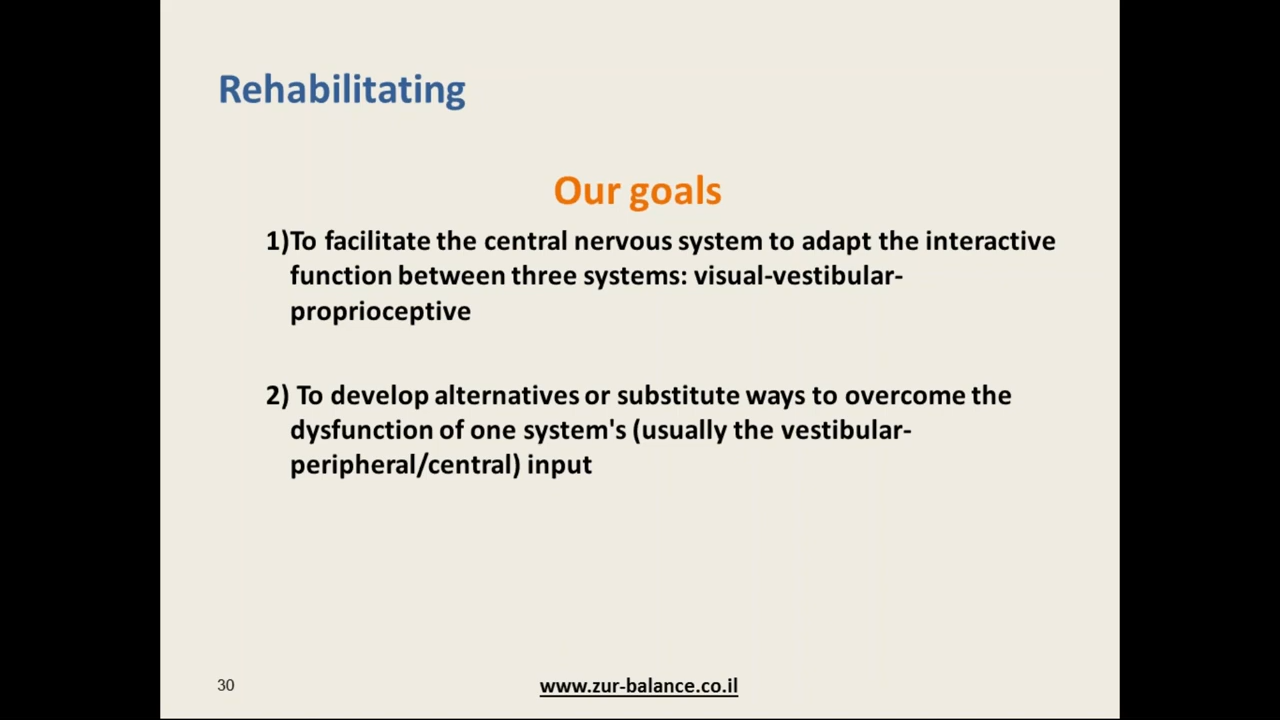 Rehabilitating
Our goals
1)To facilitate the central nervous system to adapt the interactive
function between three systems: visual-vestibular-
proprioceptive
2) To develop alternatives or substitute ways to overcome the
dysfunction of one system's (usually the vestibular-
peripheral/central) input
30
www.zur-balance.co.il